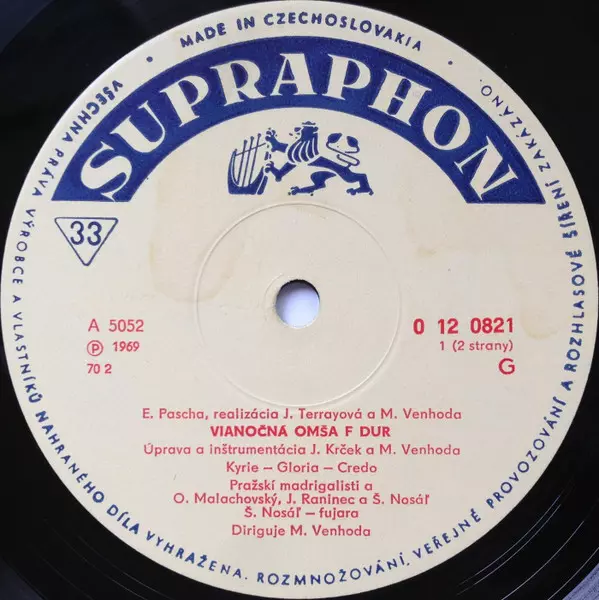 MADE IN CZECHOSLOVAKIA
VŠECHNA PRÁVA VÝROBCE A VLASTNÍKŮ NAHRANÉHO DÍLA VYHRAŽENA. ROZMNOŽOVÁNÍ, VEŘEJNÉ PROVOZOVÁNÍ A ROZHLASOVÉ ŠÍŘENÍ ZAKÁZÁNO
SUPRAPHON
33
A 5052
Ⓟ 1969
70 2
0 12 0821
1 (2 strany)
G
E. Pascha, realizácia J. Terrayová a M. Venhoda
VIANOČNÁ OMŠA F DUR
Úprava a inštrumentácia J. Krček a M. Venhoda
Kyrie – Gloria – Credo
Pražskí madrigalisti a
O. Malachovský, J. Raninec a Š. Nosáľ
Š. Nosáľ – fujara
Diriguje M. Venhoda